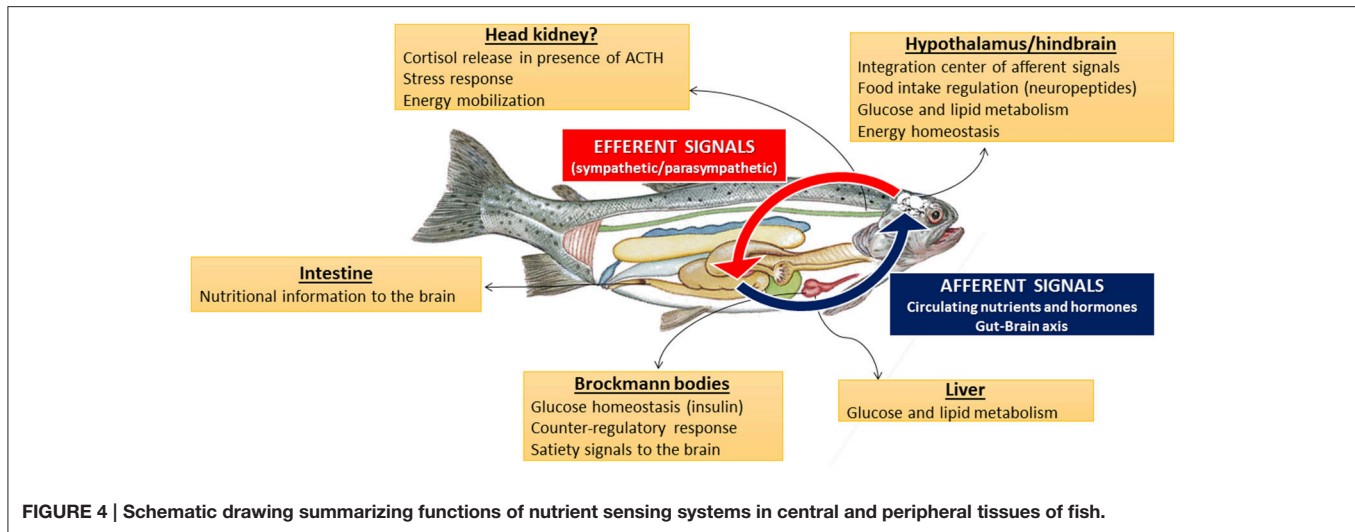 Head kidney?
Cortisol release in presence of ACTH
Stress response
Energy mobilization
Hypothalamus/hindbrain
Integration center of afferent signals
Food intake regulation (neuropeptides)
Glucose and lipid metabolism
Energy homeostasis
EFFERENT SIGNALS
(sympathetic/parasympathetic)
Intestine
Nutritional information to the brain
AFFERENT SIGNALS
Circulating nutrients and hormones
Gut-Brain axis
Brockmann bodies
Glucose homeostasis (insulin)
Counter-regulatory response
Satiety signals to the brain
Liver
Glucose and lipid metabolism
FIGURE 4 | Schematic drawing summarizing functions of nutrient sensing systems in central and peripheral tissues of fish.